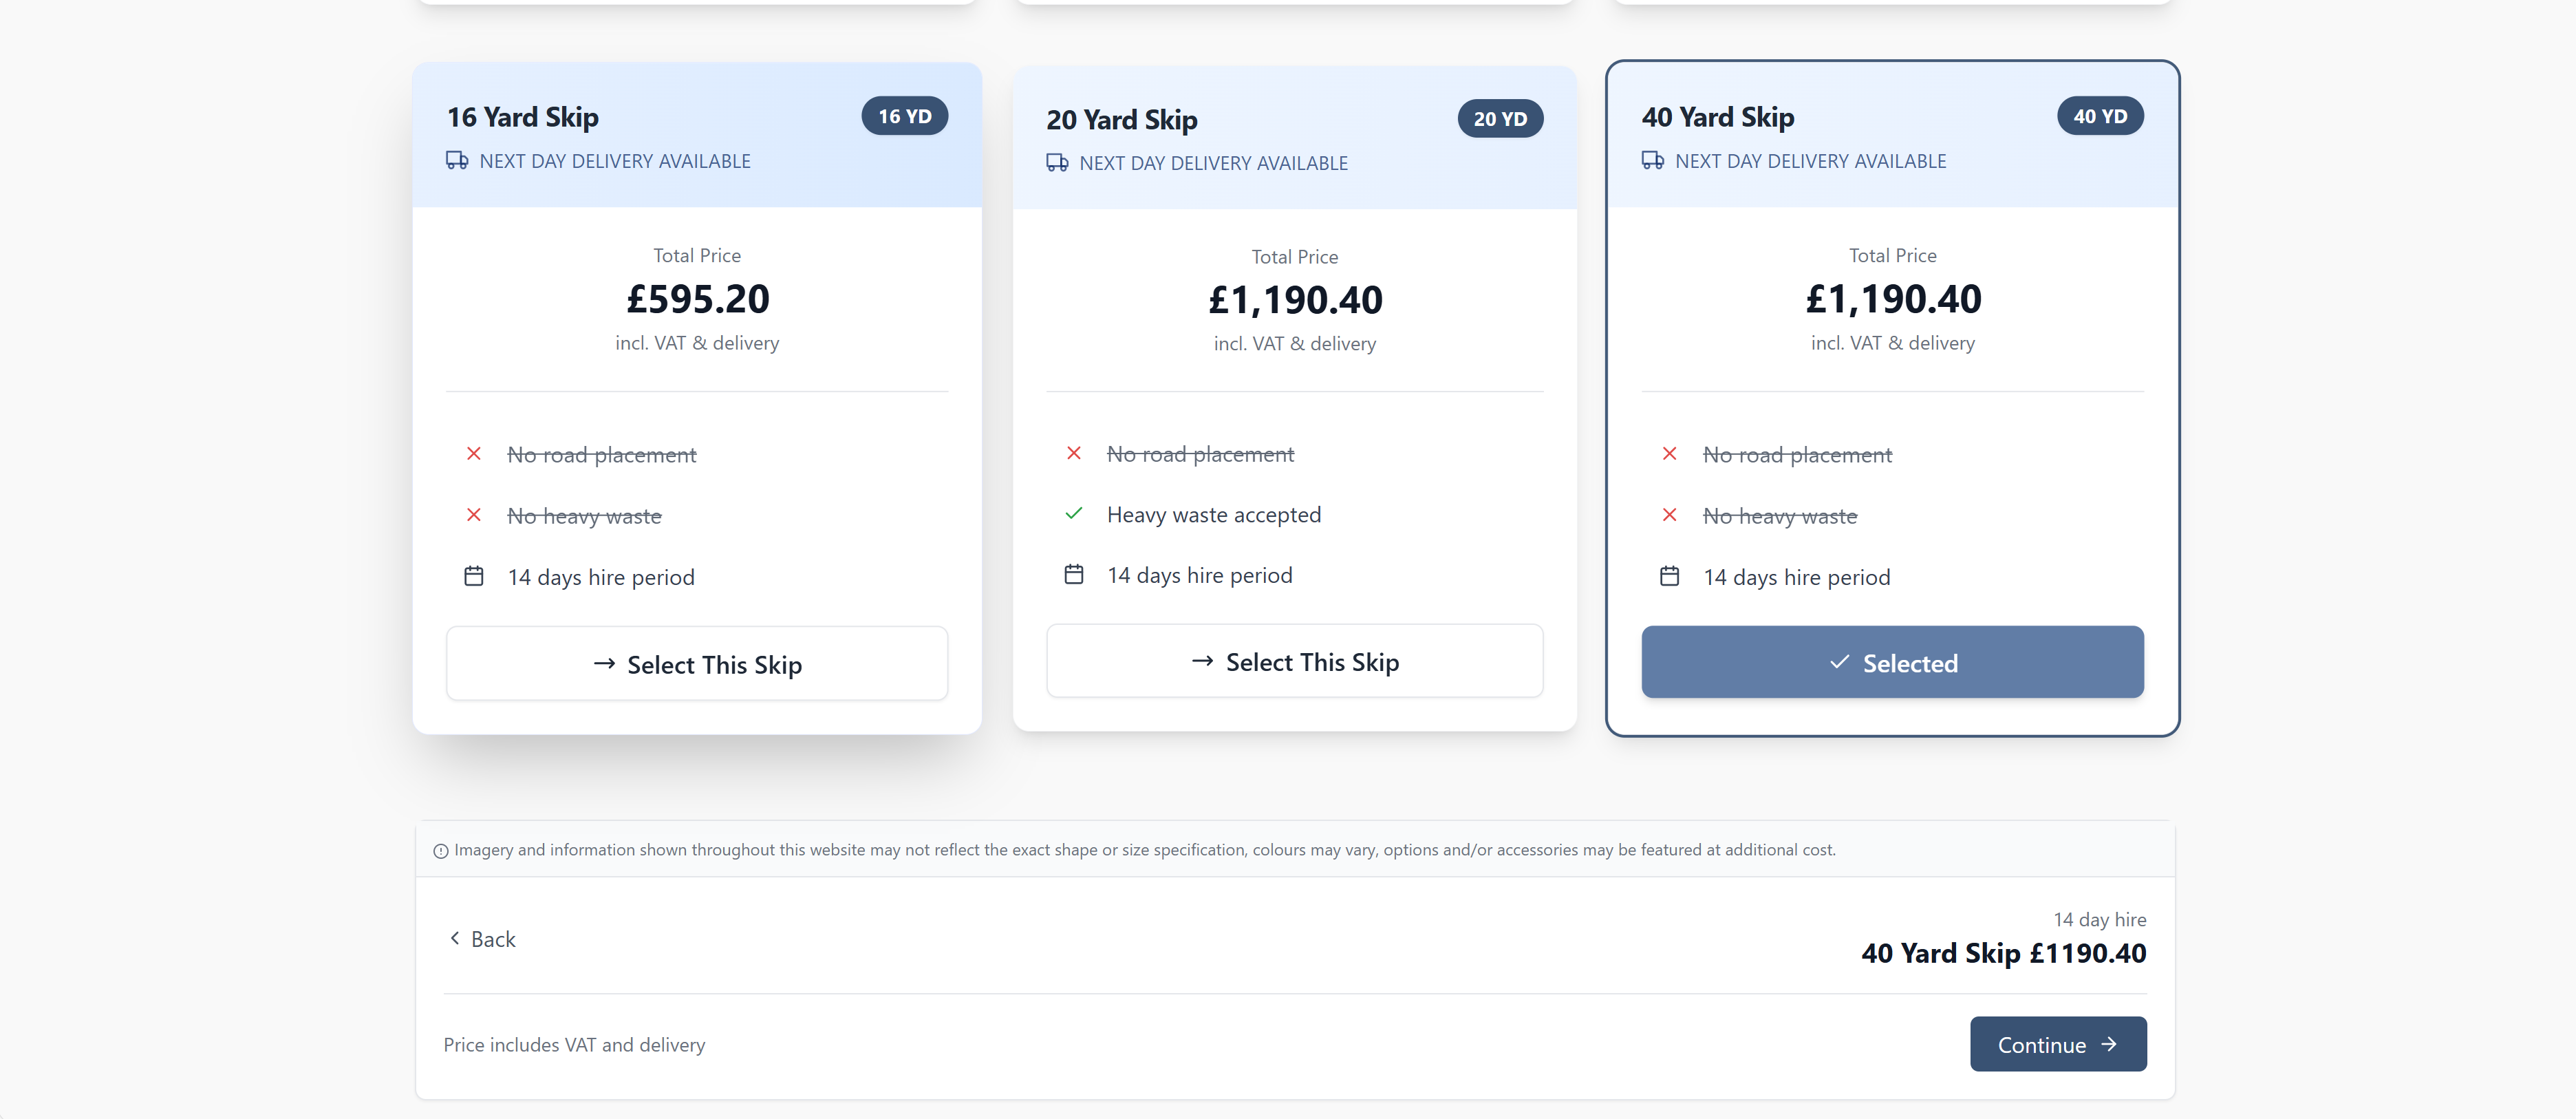 16 Yard Skip
16 YD
NEXT DAY DELIVERY AVAILABLE
Total Price
£595.20
incl. VAT & delivery
No road placement
No heavy waste
14 days hire period
→ Select This Skip
20 Yard Skip
20 YD
NEXT DAY DELIVERY AVAILABLE
Total Price
£1,190.40
incl. VAT & delivery
No road placement
Heavy waste accepted
14 days hire period
→ Select This Skip
40 Yard Skip
40 YD
NEXT DAY DELIVERY AVAILABLE
Total Price
£1,190.40
incl. VAT & delivery
No road placement
No heavy waste
14 days hire period
✓ Selected
Imagery and information shown throughout this website may not reflect the exact shape or size specification, colours may vary, options and/or accessories may be featured at additional cost.
Back
14 day hire
40 Yard Skip £1190.40
Price includes VAT and delivery
Continue →